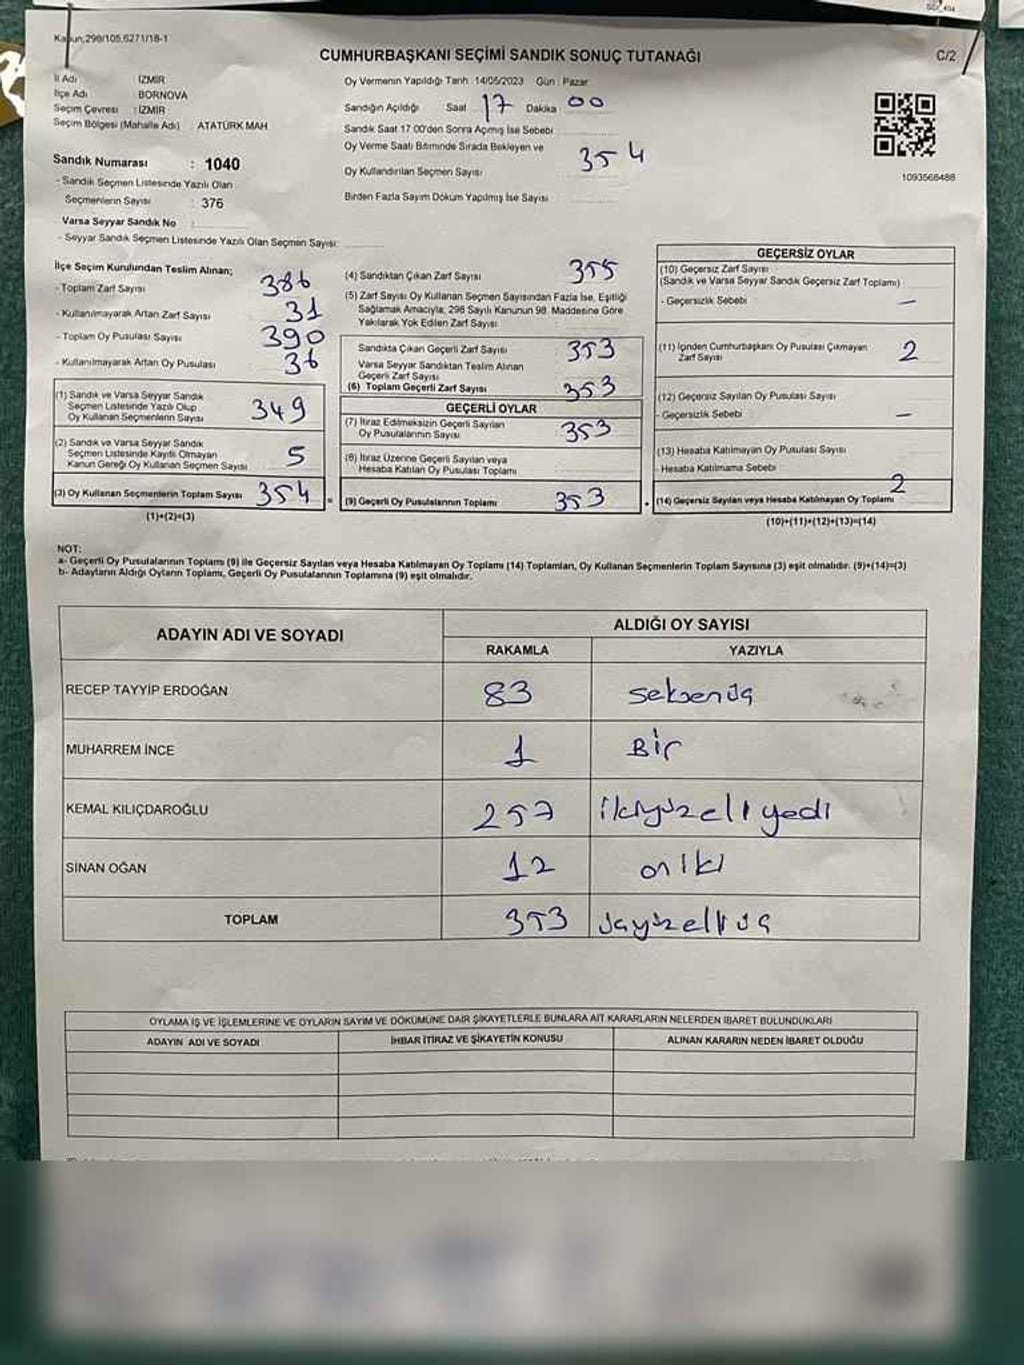 Kanun;298/105.6271/18-1
CUMHURBAŞKANI SEÇİMİ SANDIK SONUÇ TUTANAĞI
C/2
İl Adı : İZMİR
İlçe Adı : BORNOVA
Seçim Çevresi : İZMİR
Seçim Bölgesi (Mahalle Adı) : ATATÜRK MAH
Sandık Numarası : 1040
- Sandık Seçmen Listesinde Yazılı Olan
Seçmenlerin Sayısı : 376
Varsa Seyyar Sandık No :
- Seyyar Sandık Seçmen Listesinde Yazılı Olan Seçmen Sayısı:
Oy Vermenin Yapıldığı Tarih :14/05/2023 Gün : Pazar
Sandığın Açıldığı Saat 17 Dakika 00
Sandık Saat 17:00'den Sonra Açılmış İse Sebebi
Oy Verme Saati Bitiminde Sırada Bekleyen ve
Oy Kullandırılan Seçmen Sayısı : 354
Birden Fazla Sayım Döküm Yapılmış İse Sayısı :
1093568488
İlçe Seçim Kurulundan Teslim Alınan;
- Toplam Zarf Sayısı : 386
- Kullanılmayarak Artan Zarf Sayısı : 31
- Toplam Oy Pusulası Sayısı : 390
- Kullanılmayarak Artan Oy Pusulası : 36
(1) Sandık ve Varsa Seyyar Sandık
Seçmen Listesinde Yazılı Olup
Oy Kullanan Seçmenlerin Sayısı 349
(2) Sandık ve Varsa Seyyar Sandık
Seçmen Listesinde Kayıtlı Olmayan
Kanun Gereği Oy Kullanan Seçmen Sayısı 5
(3) Oy Kullanan Seçmenlerin Toplam Sayısı 354
(1)+(2)=(3)
(4) Sandıktan Çıkan Zarf Sayısı : 355
(5) Zarf Sayısı Oy Kullanan Seçmen Sayısından Fazla İse, Eşitliği
Sağlamak Amacıyla; 298 Sayılı Kanunun 98. Maddesine Göre
Yakılarak Yok Edilen Zarf Sayısı :
Sandıkta Çıkan Geçerli Zarf Sayısı : 353
Varsa Seyyar Sandıktan Teslim Alınan
Geçerli Zarf Sayısı
(6) Toplam Geçerli Zarf Sayısı : 353
GEÇERLİ OYLAR
(7) İtiraz Edilmeksizin Geçerli Sayılan
Oy Pusulalarının Sayısı : 353
(8) İtiraz Üzerine Geçerli Sayılan veya
Hesaba Katılan Oy Pusulası Toplamı :
(9) Geçerli Oy Pusulalarının Toplamı : 353
GEÇERSİZ OYLAR
(10) Geçersiz Zarf Sayısı
(Sandık ve Varsa Seyyar Sandık Geçersiz Zarf Toplamı)
- Geçersizlik Sebebi –
(11) İçinden Cumhurbaşkanı Oy Pusulası Çıkmayan
Zarf Sayısı 2
(12) Geçersiz Sayılan Oy Pusulası Sayısı
- Geçersizlik Sebebi –
(13) Hesaba Katılmayan Oy Pusulası Sayısı
- Hesaba Katılmama Sebebi
(14) Geçersiz Sayılan veya Hesaba Katılmayan Oy Toplamı 2
(10)+(11)+(12)+(13)=(14)
NOT:
a- Geçerli Oy Pusulalarının Toplamı (9) ile Geçersiz Sayılan veya Hesaba Katılmayan Oy Toplamı (14) Toplamları, Oy Kullanan Seçmenlerin Toplam Sayısına (3) eşit olmalıdır. (9)+(14)=(3)
b- Adayların Aldığı Oyların Toplamı, Geçerli Oy Pusulalarının Toplamına (9) eşit olmalıdır.
ADAYIN ADI VE SOYADI
ALDIĞI OY SAYISI
RAKAMLA YAZIYLA
RECEP TAYYİP ERDOĞAN 83 seksenüç
MUHARREM İNCE 1 Bir
KEMAL KILIÇDAROĞLU 257 ikiyüzelliyedi
SİNAN OĞAN 12 oniki
TOPLAM 353 üçyüzelliüç
OYLAMA İŞ VE İŞLEMLERİNE VE OYLARIN SAYIM VE DÖKÜMÜNE DAİR ŞİKAYETLERLE BUNLARA AİT KARARLARIN NELERDEN İBARET BULUNDUKLARI
ADAYIN ADI VE SOYADI İHBAR İTİRAZ VE ŞİKAYETİN KONUSU ALINAN KARARIN NEDEN İBARET OLDUĞU